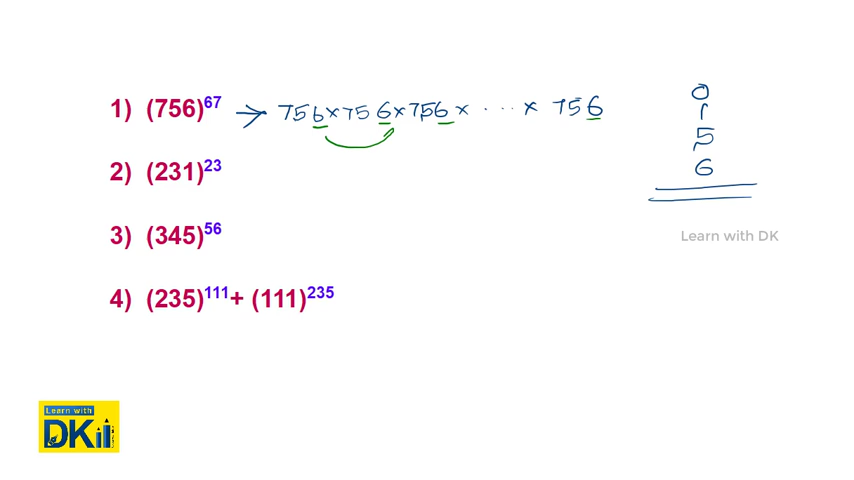 1) (756)^67 → 756×756×756× ··· × 756
0
1
5
6
2) (231)^23
3) (345)^56
Learn with DK
4) (235)^111 + (111)^235
Learn with
DK